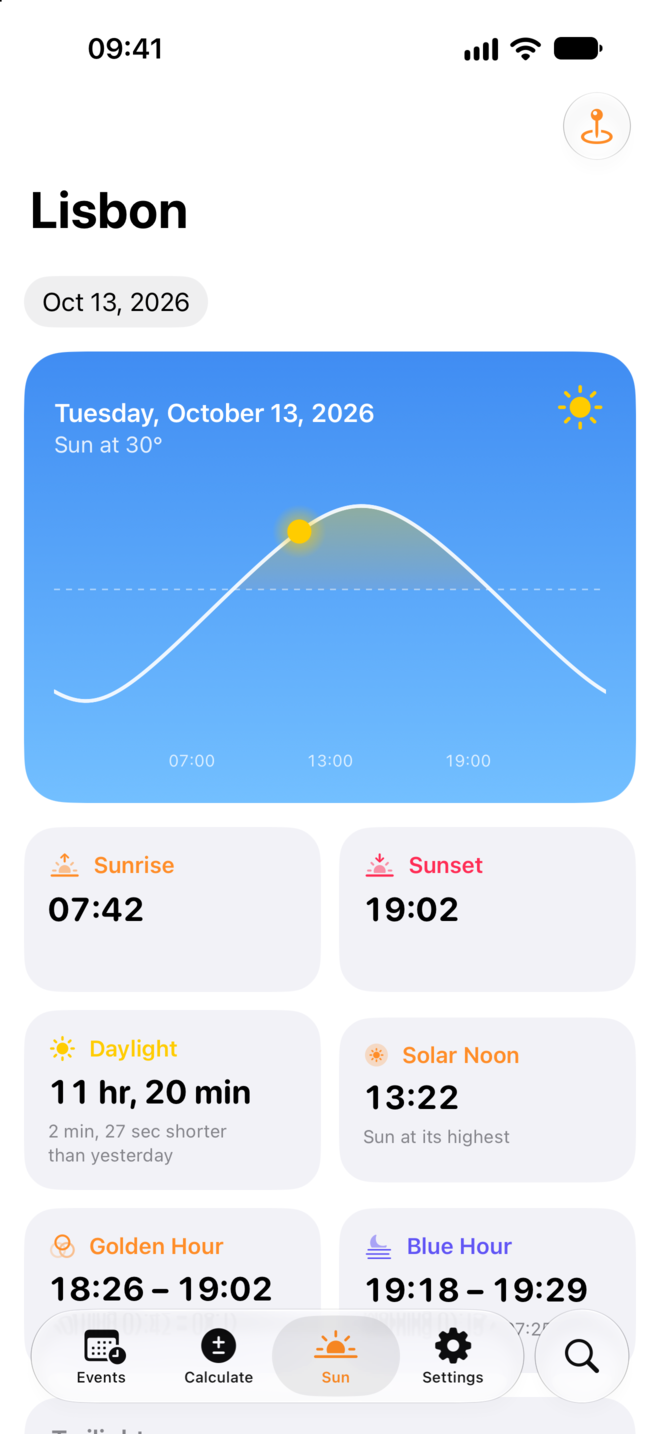 09:41
Lisbon
Oct 13, 2026
Tuesday, October 13, 2026
Sun at 30°
07:00 13:00 19:00
Sunrise
07:42
Sunset
19:02
Daylight
11 hr, 20 min
2 min, 27 sec shorter
than yesterday
Solar Noon
13:22
Sun at its highest
Golden Hour
18:26 – 19:02
Blue Hour
19:18 – 19:29
Events
Calculate
Sun
Settings